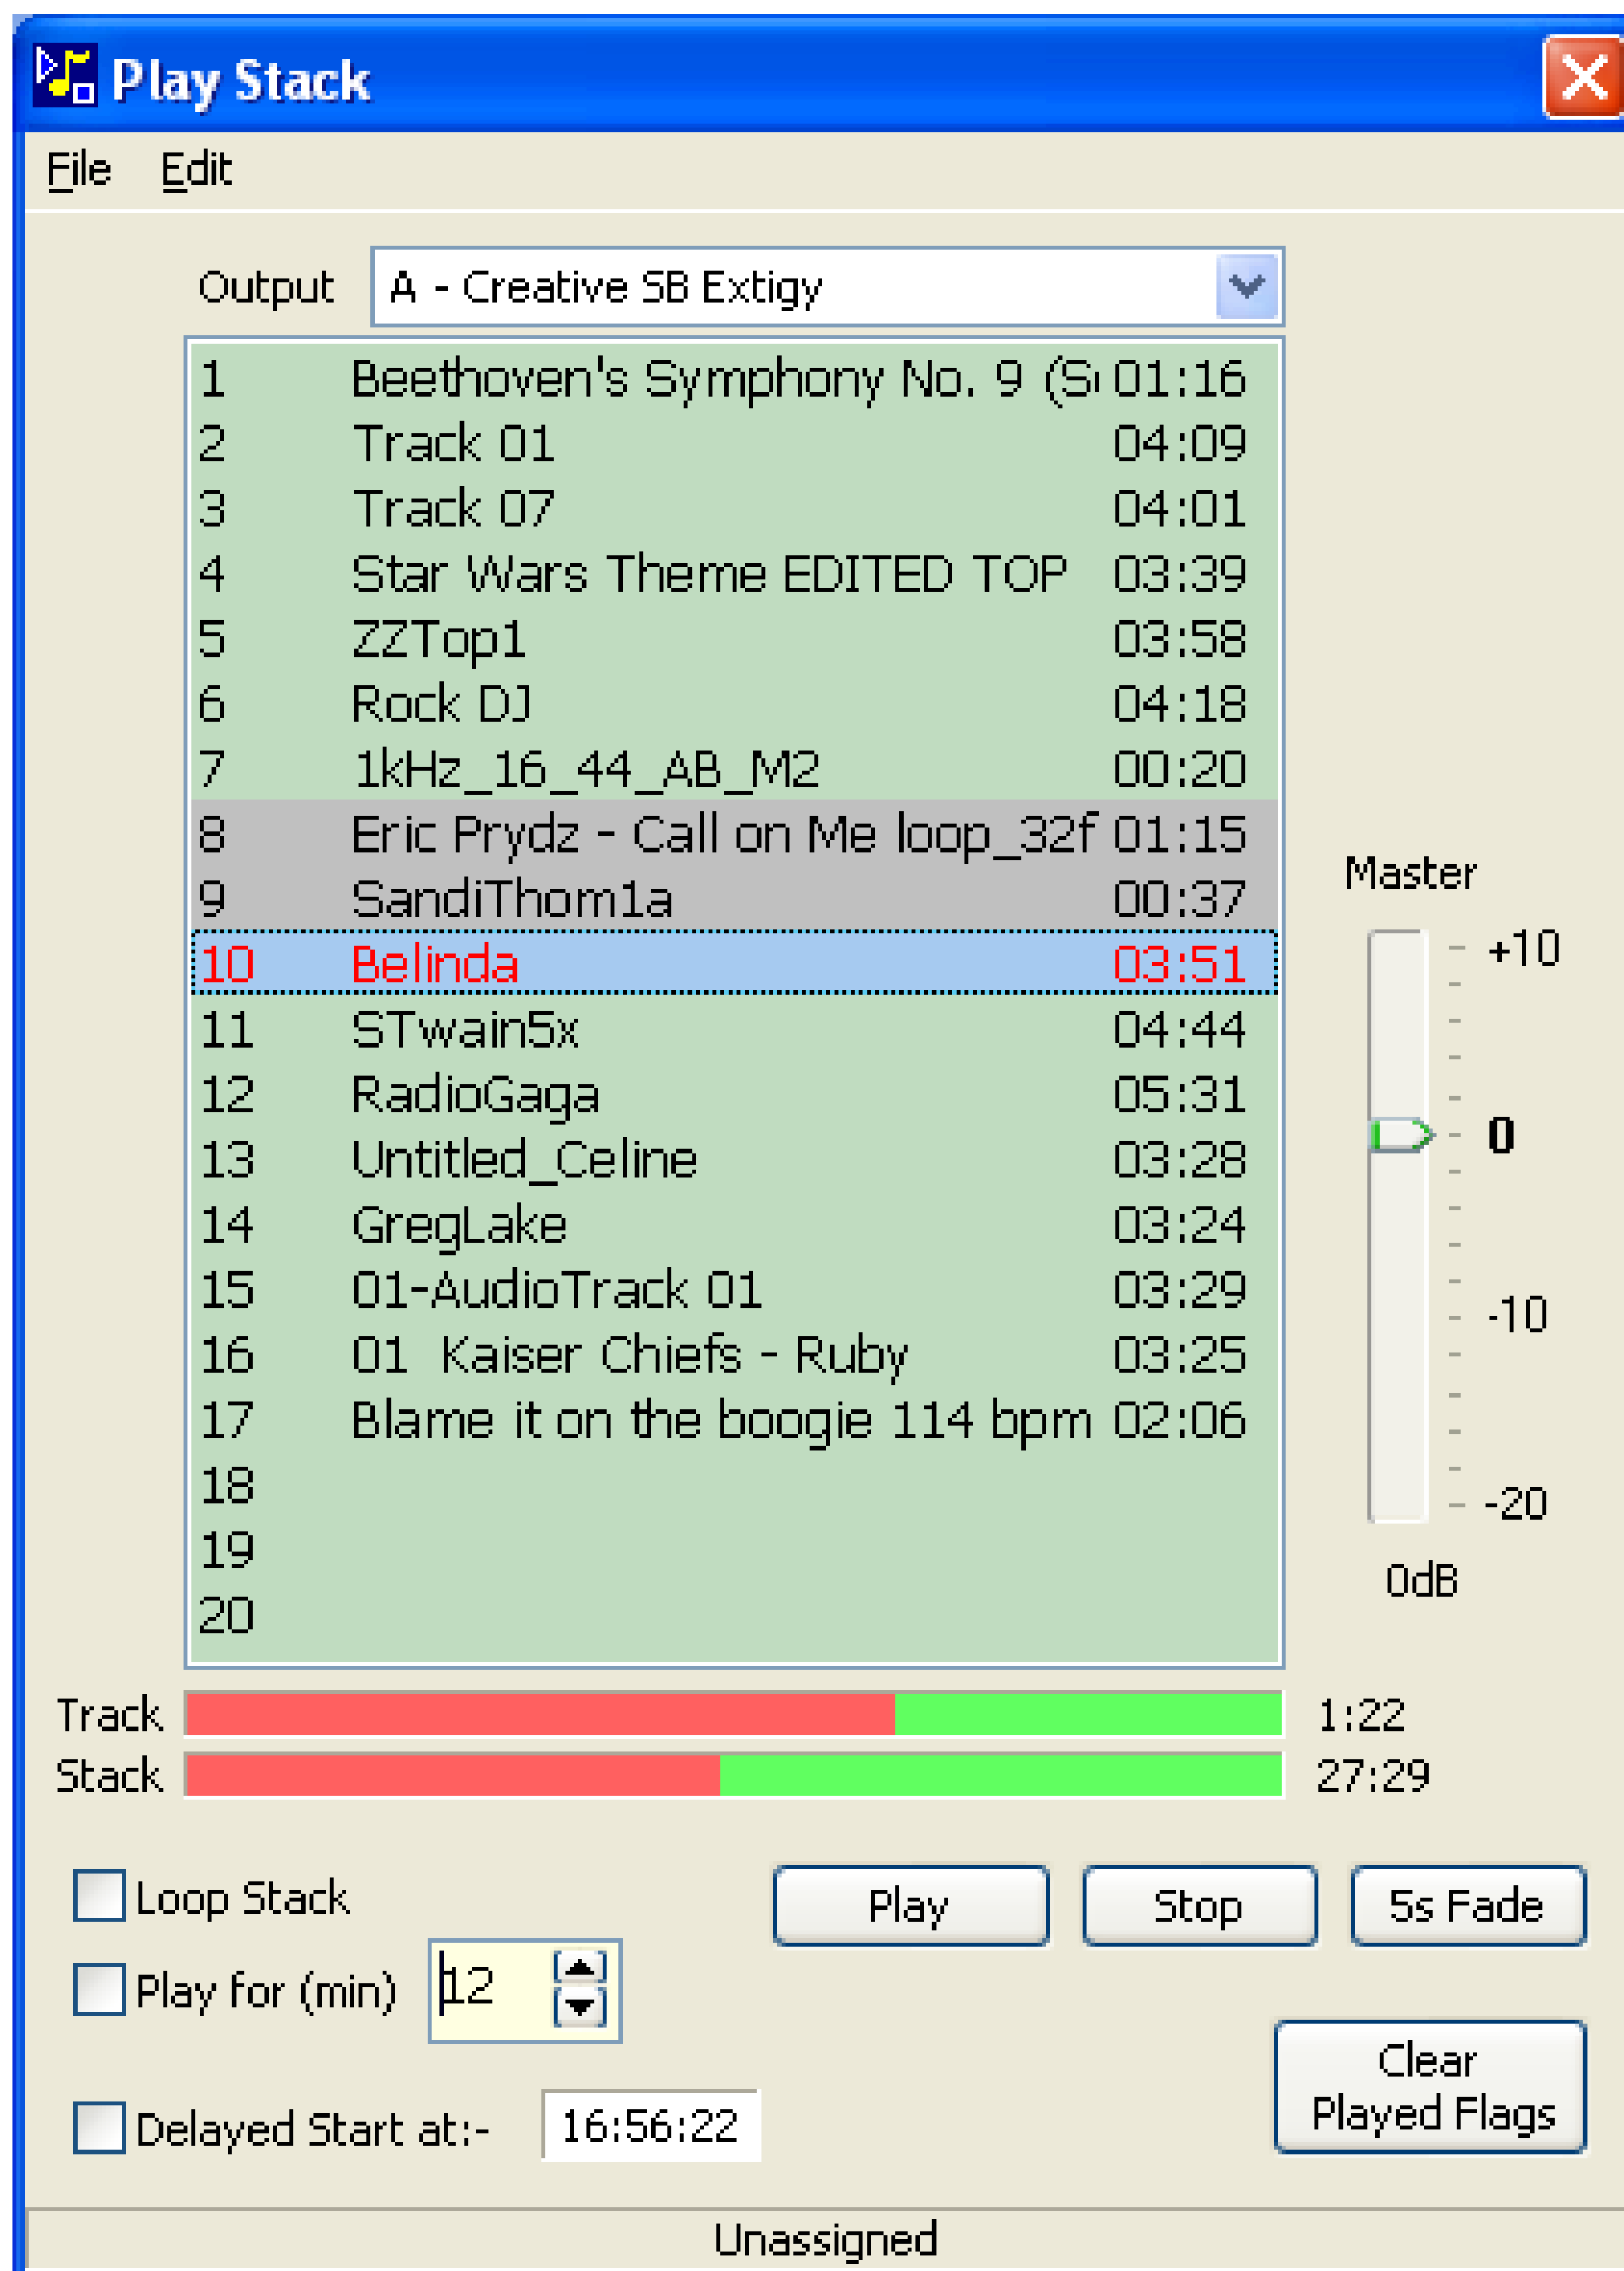 Play Stack
File Edit
Output A - Creative SB Extigy
1 Beethoven's Symphony No. 9 ( 01:16
2 Track 01 04:09
3 Track 07 04:01
4 Star Wars Theme EDITED TOP 03:39
5 ZZTop1 03:58
6 Rock DJ 04:18
7 1kHz_16_44_AB_M2 00:20
8 Eric Prydz - Call on Me loop_32f 01:15
9 SandiThom1a 00:37
10 Belinda 03:51
11 STwain5x 04:44
12 RadioGaga 05:31
13 Untitled_Celine 03:28
14 GregLake 03:24
15 01-AudioTrack 01 03:29
16 01 Kaiser Chiefs - Ruby 03:25
17 Blame it on the boogie 114 bpm 02:06
18
19
20
Master
+10
0
-10
-20
0dB
Track 1:22
Stack 27:29
Loop Stack
Play for (min) 12
Delayed Start at:- 16:56:22
Play Stop 5s Fade
Clear
Played Flags
Unassigned